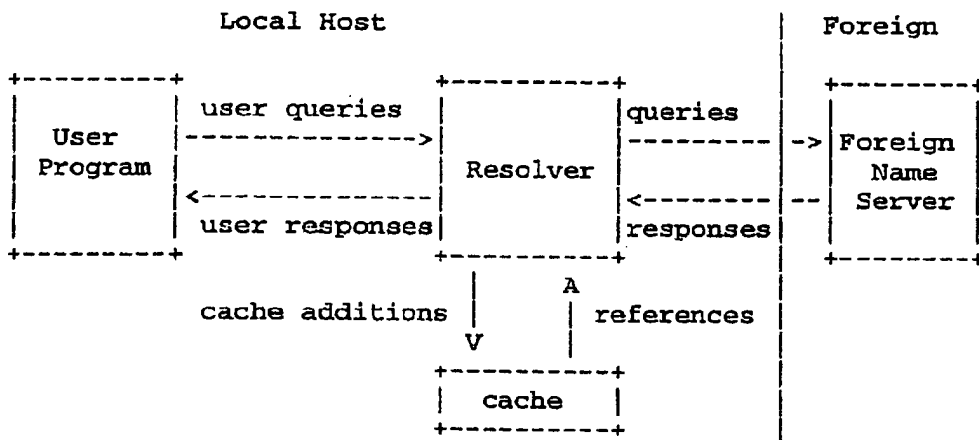 Local Host
Foreign
User
Program
user queries
user responses
Resolver
queries
responses
Foreign
Name
Server
cache additions
references
cache